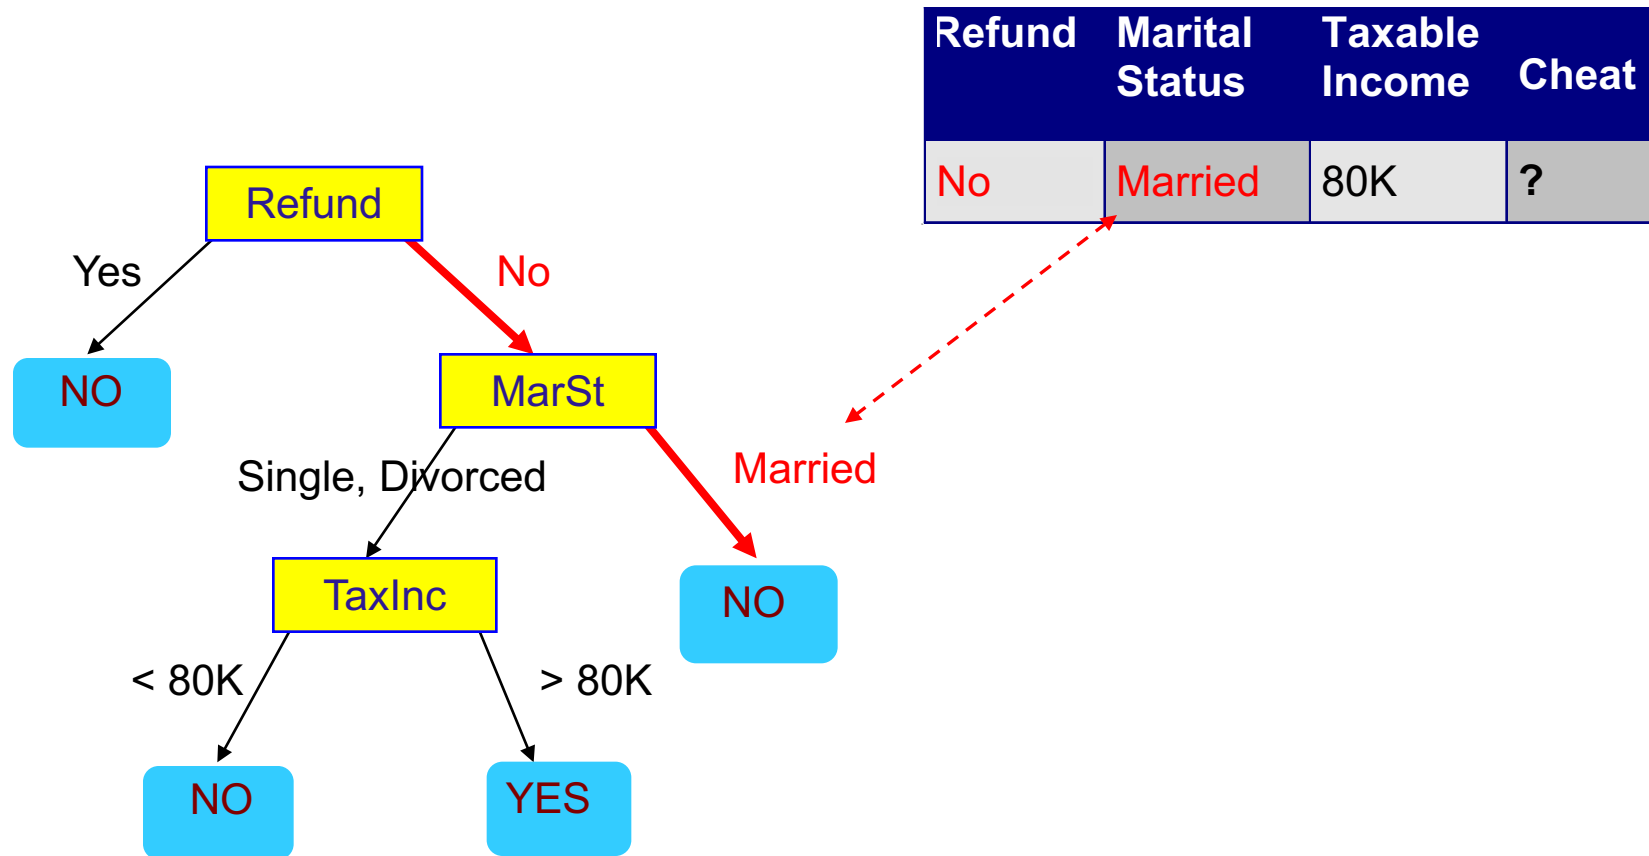 Refund Marital Status Taxable Income Cheat
No Married 80K ?
Refund
Yes No
NO MarSt
Single, Divorced Married
TaxInc NO
< 80K > 80K
NO YES